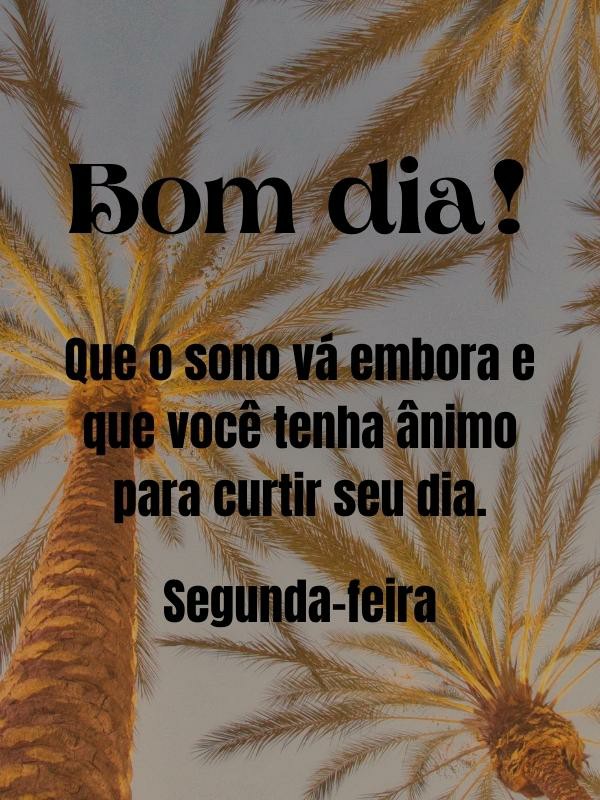 Bom dia!
Que o sono vá embora e
que você tenha ânimo
para curtir seu dia.
Segunda-feira